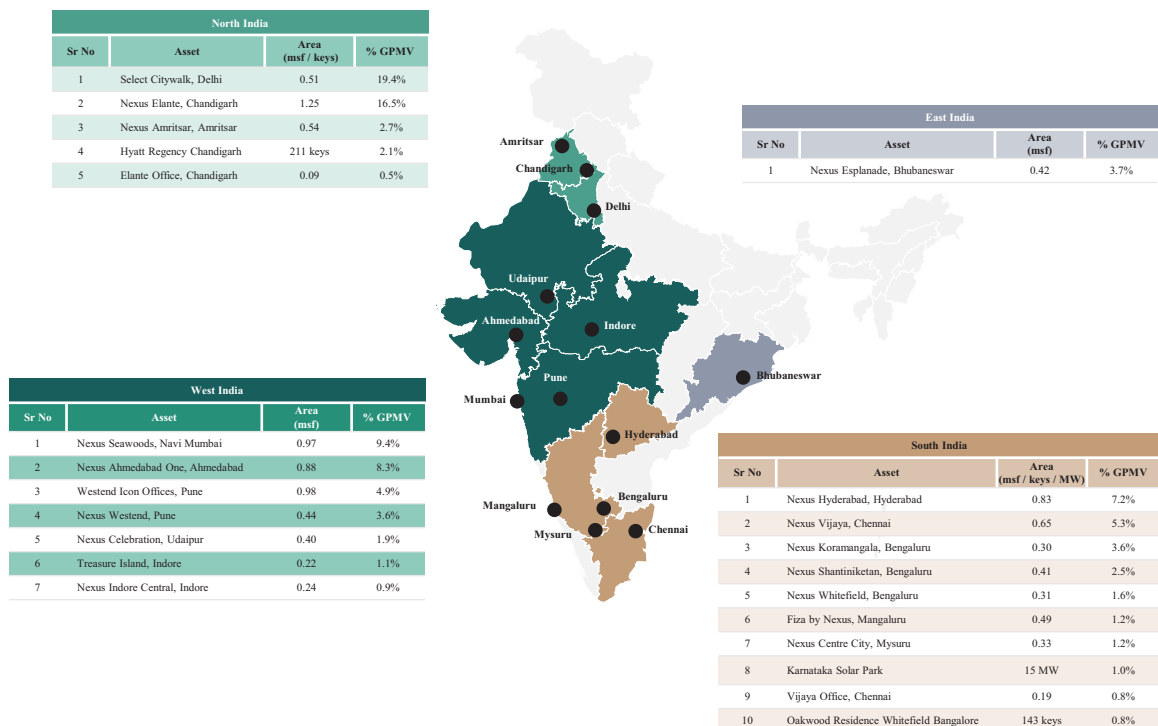 North India
Sr No Asset Area (msf / keys) % GPMV
1 Select Citywalk, Delhi 0.51 19.4%
2 Nexus Elante, Chandigarh 1.25 16.5%
3 Nexus Amritsar, Amritsar 0.54 2.7%
4 Hyatt Regency Chandigarh 211 keys 2.1%
5 Elante Office, Chandigarh 0.09 0.5%
East India
Sr No Asset Area (msf) % GPMV
1 Nexus Esplanade, Bhubaneswar 0.42 3.7%
Amritsar
Chandigarh
Delhi
Udaipur
Ahmedabad
Indore
Pune
Mumbai
Bhubaneswar
Hyderabad
Mangaluru
Bengaluru
Mysuru
Chennai
West India
Sr No Asset Area (msf) % GPMV
1 Nexus Seawoods, Navi Mumbai 0.97 9.4%
2 Nexus Ahmedabad One, Ahmedabad 0.88 8.3%
3 Westend Icon Offices, Pune 0.98 4.9%
4 Nexus Westend, Pune 0.44 3.6%
5 Nexus Celebration, Udaipur 0.40 1.9%
6 Treasure Island, Indore 0.22 1.1%
7 Nexus Indore Central, Indore 0.24 0.9%
South India
Sr No Asset Area (msf / keys / MW) % GPMV
1 Nexus Hyderabad, Hyderabad 0.83 7.2%
2 Nexus Vijaya, Chennai 0.65 5.3%
3 Nexus Koramangala, Bengaluru 0.30 3.6%
4 Nexus Shantiniketan, Bengaluru 0.41 2.5%
5 Nexus Whitefield, Bengaluru 0.31 1.6%
6 Fiza by Nexus, Mangaluru 0.49 1.2%
7 Nexus Centre City, Mysuru 0.33 1.2%
8 Karnataka Solar Park 15 MW 1.0%
9 Vijaya Office, Chennai 0.19 0.8%
10 Oakwood Residence Whitefield Bangalore 143 keys 0.8%